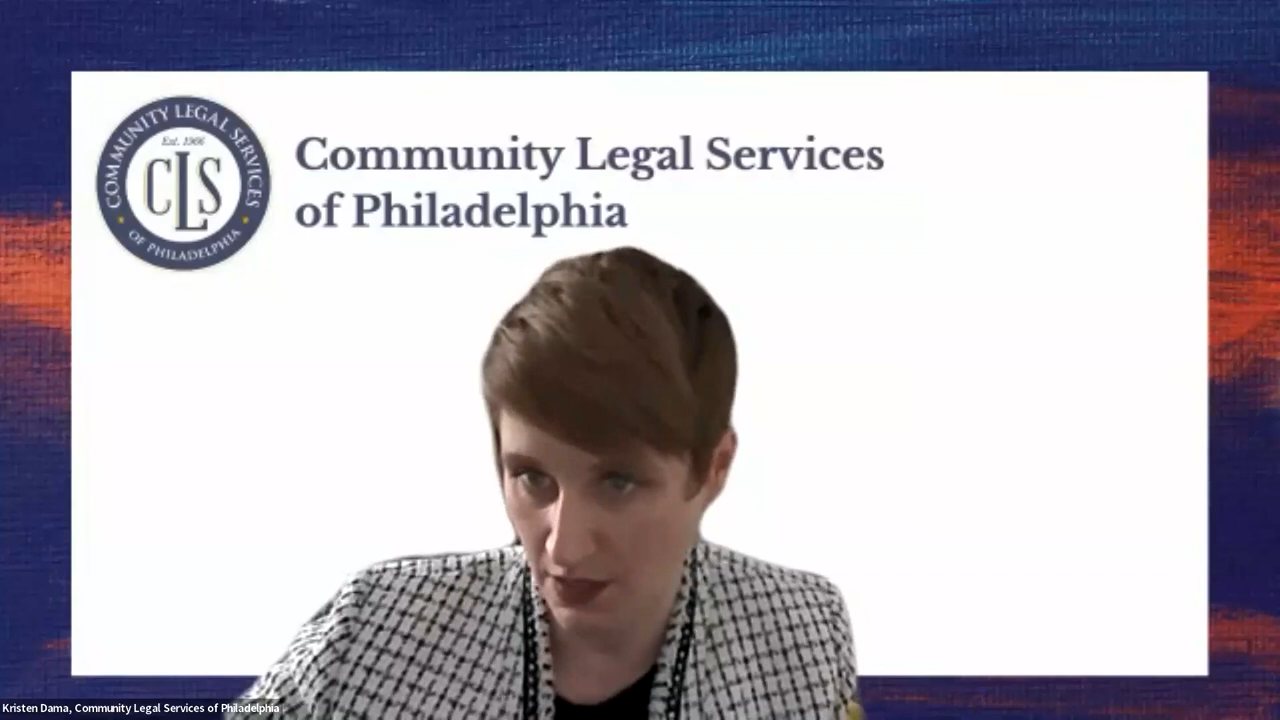 COMMUNITY LEGAL SERVICES
Est. 1966
CLS
OF PHILADELPHIA
Community Legal Services
of Philadelphia
Kristen Dama, Community Legal Services of Philadelphia